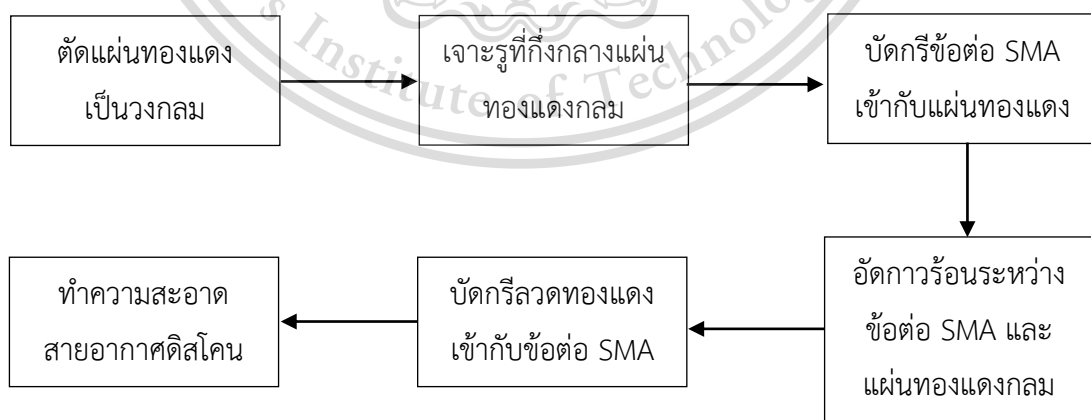 ตัดแผ่นทองแดง
เป็นวงกลม
เจาะรูที่กึ่งกลางแผ่น
ทองแดงกลม
บัดกรีข้อต่อ SMA
เข้ากับแผ่นทองแดง
อัดกาวร้อนระหว่าง
ข้อต่อ SMA และ
แผ่นทองแดงกลม
บัดกรีลวดทองแดง
เข้ากับข้อต่อ SMA
ทำความสะอาด
สายอากาศดิสโคน
Institute of Technolo